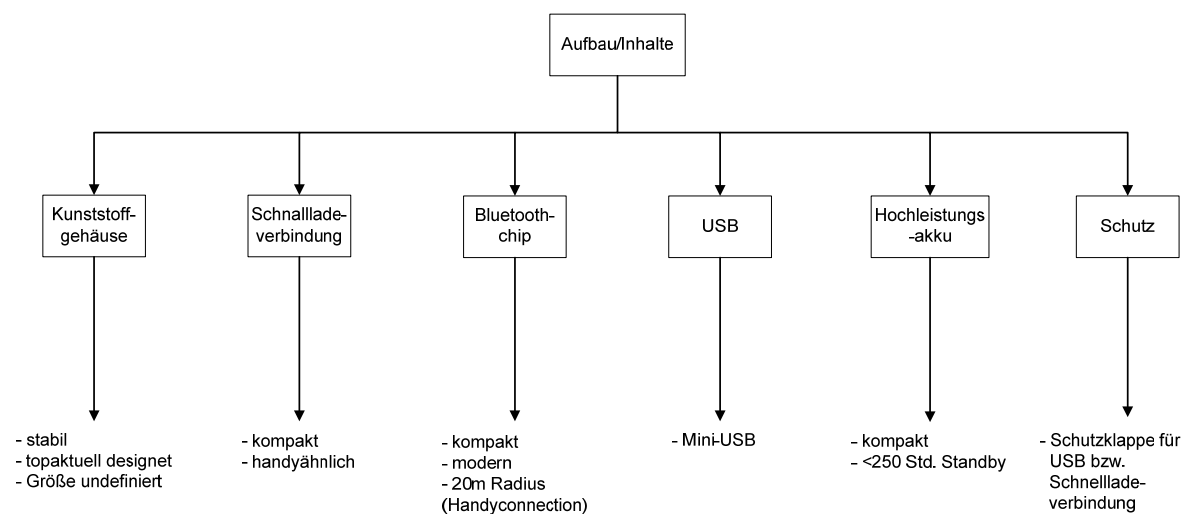 Aufbau/Inhalte
Kunststoff-
gehäuse
Schnalllade-
verbindung
Bluetooth-
chip
USB
Hochleistungs
-akku
Schutz
- stabil
- topaktuell designet
- Größe undefiniert
- kompakt
- handyähnlich
- kompakt
- modern
- 20m Radius
(Handyconnection)
- Mini-USB
- kompakt
- <250 Std. Standby
- Schutzklappe für
USB bzw.
Schnelllade-
verbindung